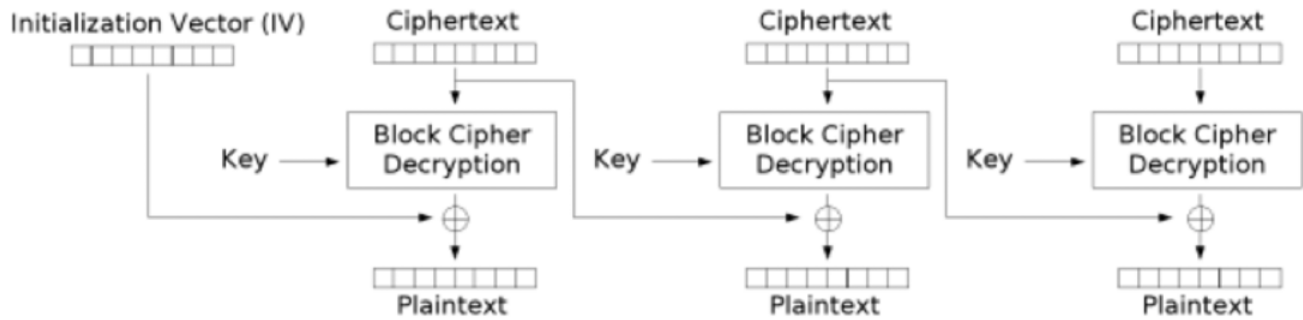 Initialization Vector (IV)
Ciphertext
Ciphertext
Ciphertext
Key
Block Cipher
Decryption
Key
Block Cipher
Decryption
Key
Block Cipher
Decryption
Plaintext
Plaintext
Plaintext